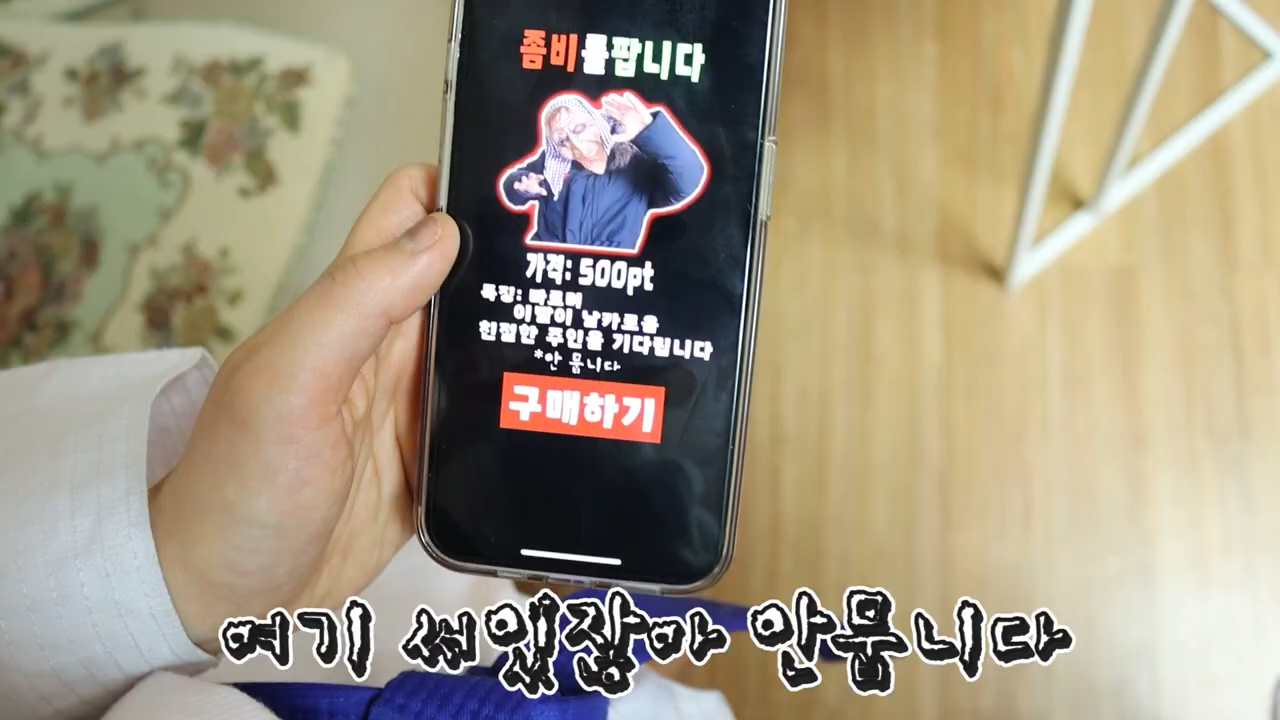 좀비를팝니다
가격: 500pt
특징: 빠르며
이빨이 날카로움
친절한 주인을 기다립니다
*안 뭅니다
구매하기
여기 써있잖아 안뭅니다